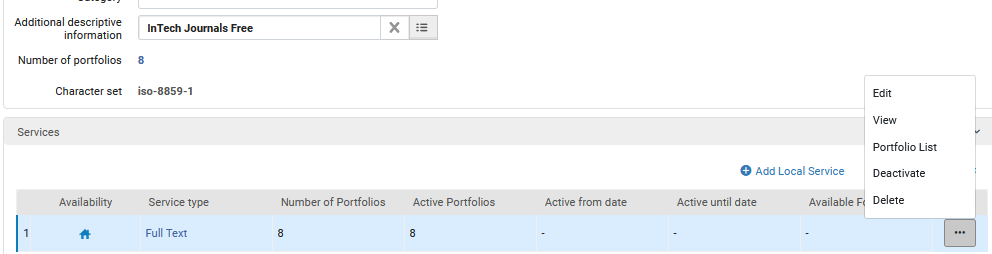 Additional descriptive information
InTech Journals Free
Number of portfolios 8
Character set iso-8859-1
Edit
View
Portfolio List
Deactivate
Delete
Services
Add Local Service
Availability Service type Number of Portfolios Active Portfolios Active from date Active until date Available Fo
1 Full Text 8 8 - - -